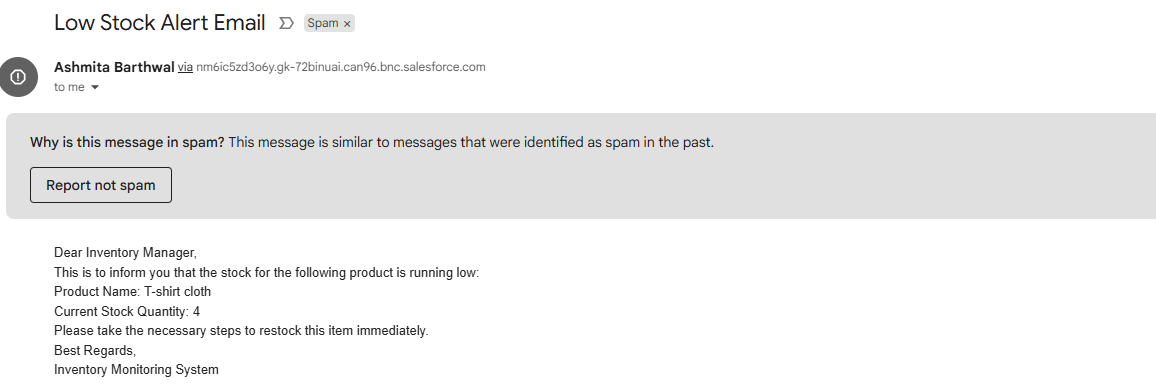 Low Stock Alert Email Spam ×
Ashmita Barthwal via nm6ic5zd3o6y.gk-72binuai.can96.bnc.salesforce.com
to me
Why is this message in spam? This message is similar to messages that were identified as spam in the past.
Report not spam
Dear Inventory Manager,
This is to inform you that the stock for the following product is running low:
Product Name: T-shirt cloth
Current Stock Quantity: 4
Please take the necessary steps to restock this item immediately.
Best Regards,
Inventory Monitoring System